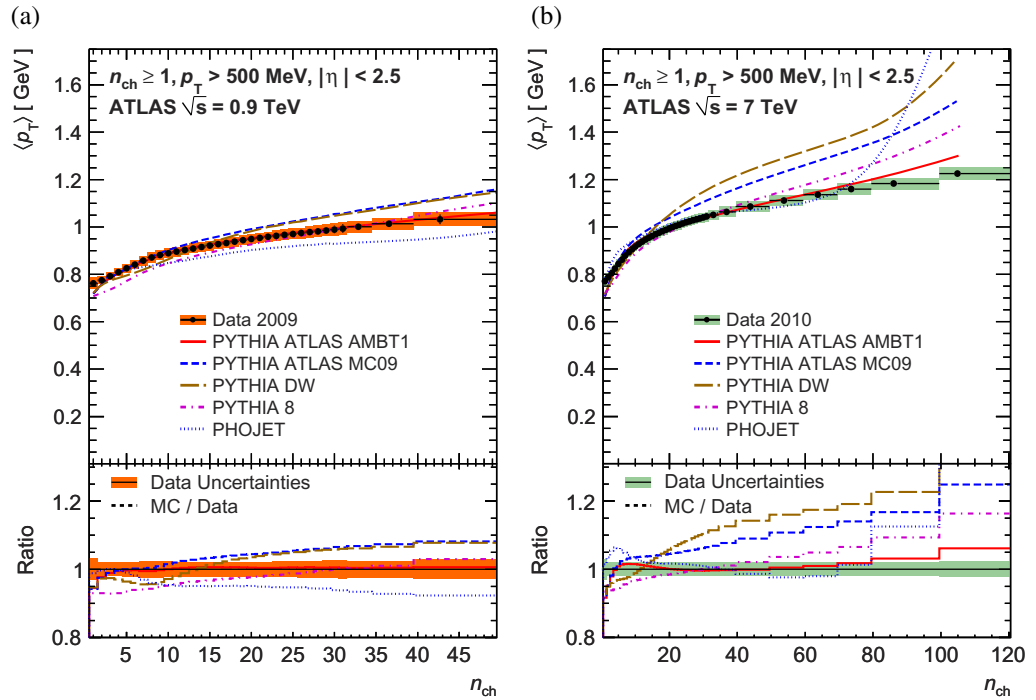 (a)
⟨p_T⟩ [ GeV]
1.6
1.4
1.2
1
0.8
0.6
0.4
0.2
n_ch ≥ 1, p_T > 500 MeV, | η | < 2.5
ATLAS √s = 0.9 TeV
Data 2009
PYTHIA ATLAS AMBT1
PYTHIA ATLAS MC09
PYTHIA DW
PYTHIA 8
PHOJET
Ratio
1.2
1
0.8
Data Uncertainties
MC / Data
5 10 15 20 25 30 35 40 45
n_ch
(b)
⟨p_T⟩ [ GeV]
1.6
1.4
1.2
1
0.8
0.6
0.4
0.2
n_ch ≥ 1, p_T > 500 MeV, | η | < 2.5
ATLAS √s = 7 TeV
Data 2010
PYTHIA ATLAS AMBT1
PYTHIA ATLAS MC09
PYTHIA DW
PYTHIA 8
PHOJET
Ratio
1.2
1
0.8
Data Uncertainties
MC / Data
20 40 60 80 100 120
n_ch